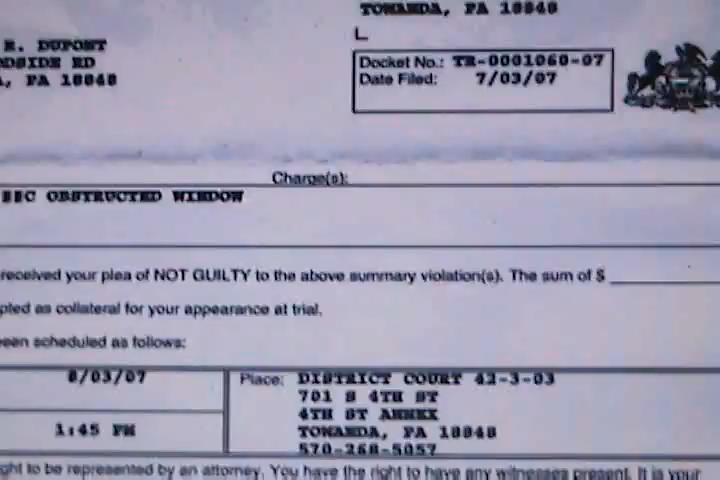 TOWANDA, PA 18848
R. DUPONT
RD
, PA 18848
Docket No.: TR-0001060-07
Date Filed: 7/03/07
Charge(s):
OBSTRUCTED WINDOW
received your plea of NOT GUILTY to the above summary violation(s). The sum of $
as collateral for your appearance at trial.
scheduled as follows:
8/03/07
Place: DISTRICT COURT 42-3-03
701 S 4TH ST
4TH ST ANNEX
1:45 PM
TOWANDA, PA 18848
570-268-5057
to be represented by an attorney. You have the right to have any witnesses present. It is your